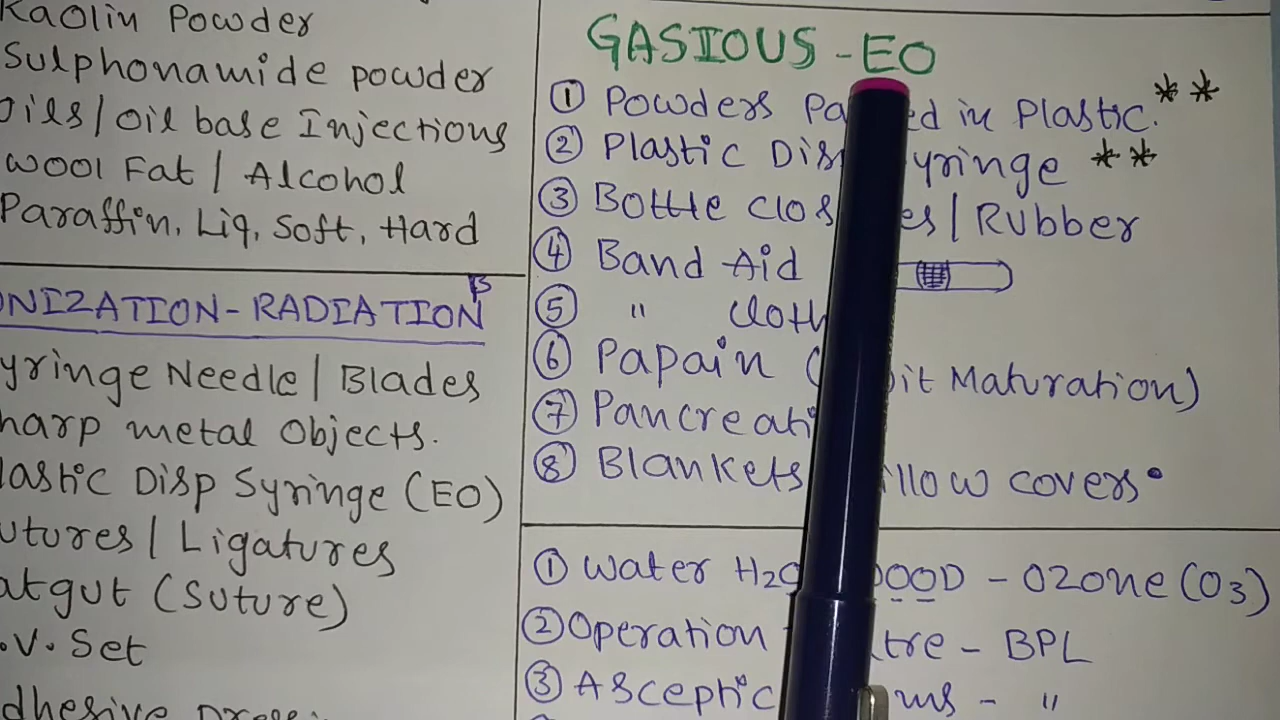 Kaolin Powder
Sulphonamide powder
Oils/Oil base Injections
wool Fat / Alcohol
Paraffin, Liq, Soft, Hard
NIZATION-RADIATION
yringe Needle / Blades
harp metal Objects.
lastic Disp Syringe (EO)
utures / Ligatures
atgut (Suture)
.V. Set
GASIOUS - EO
① Powders Pa ed in Plastic. **
② Plastic Disp yringe **
③ Bottle Clos es / Rubber
④ Band Aid
⑤ " Cloth
⑥ Papain ( it Maturation)
⑦ Pancreati
⑧ Blankets illow covers
① Water H2O OOD - Ozone (O3)
② Operation tre - BPL
③ Asceptic ms - "